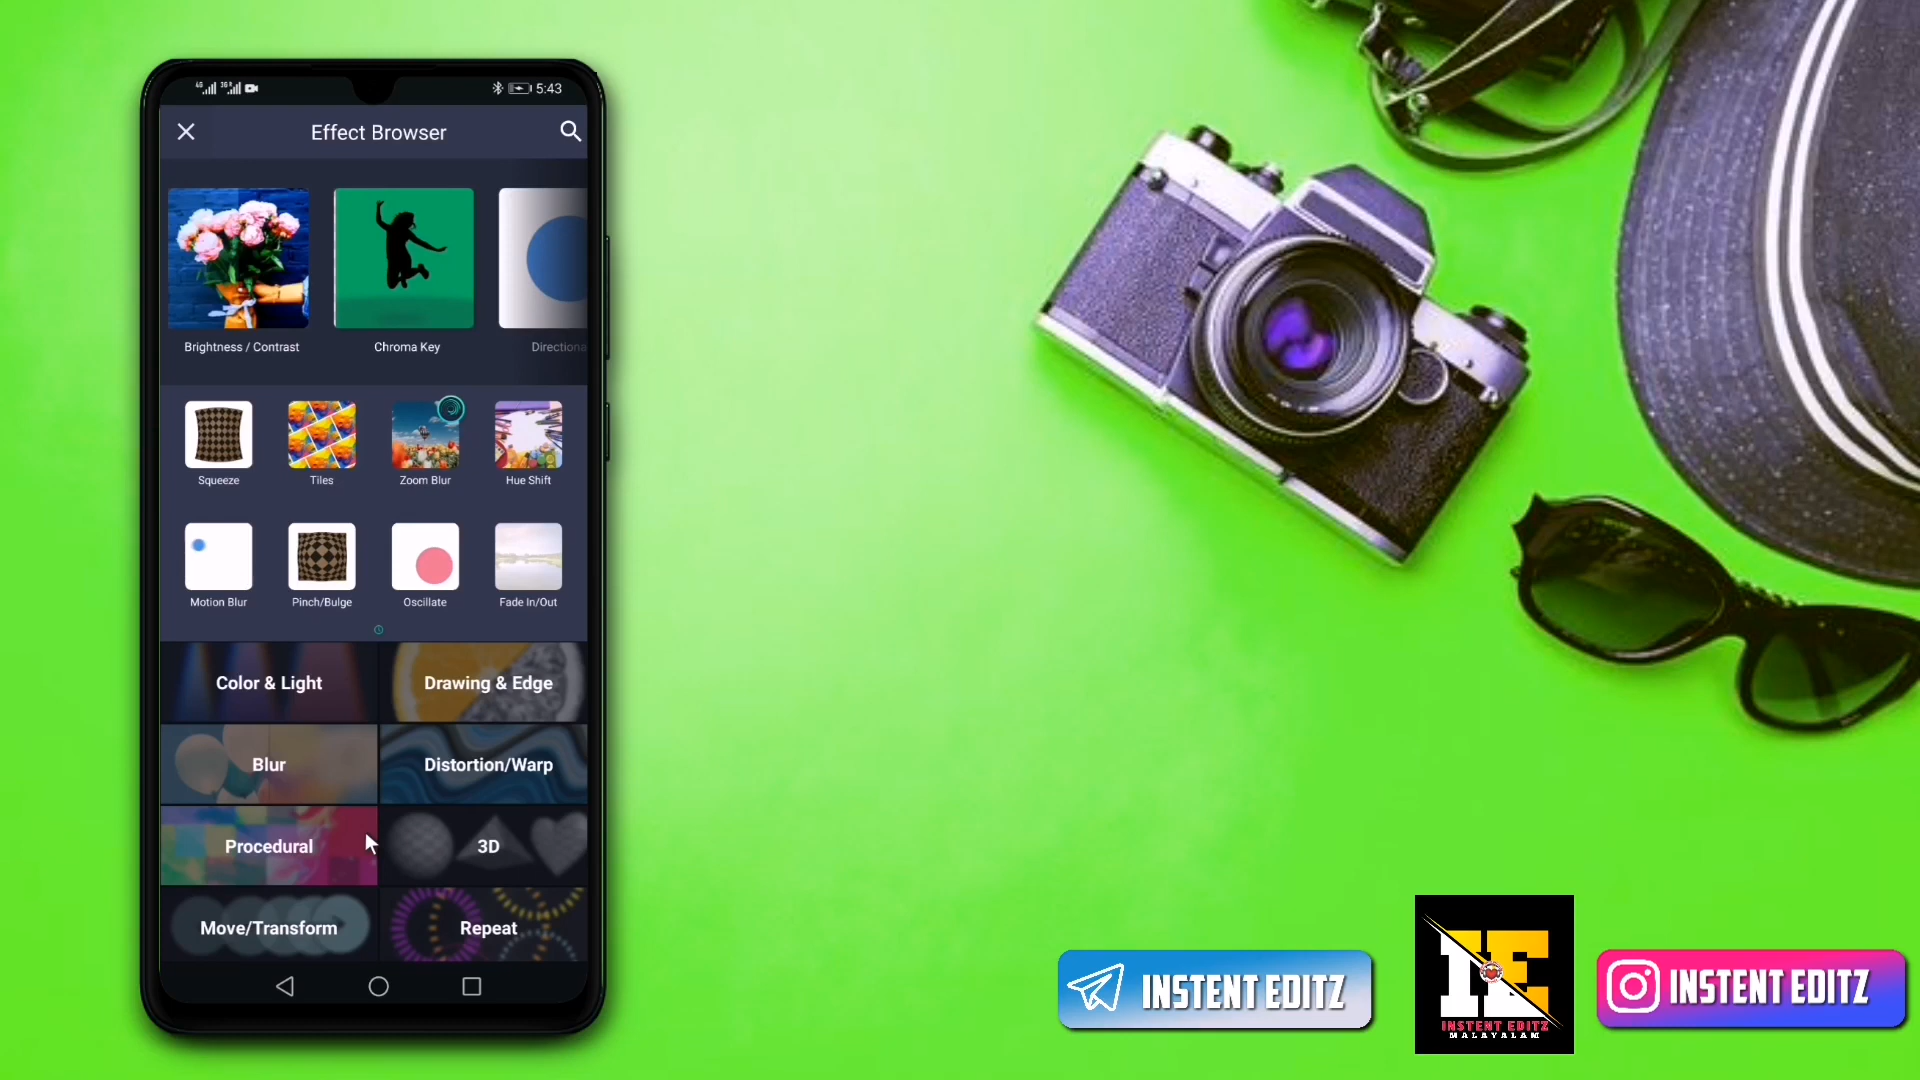 5:43
Effect Browser
Brightness / Contrast
Chroma Key
Directiona
Squeeze
Tiles
Zoom Blur
Hue Shift
Motion Blur
Pinch/Bulge
Oscillate
Fade In/Out
Color & Light
Drawing & Edge
Blur
Distortion/Warp
Procedural
3D
Move/Transform
Repeat
INSTENT EDITZ
IE
INSTENT EDITZ
MALAYALAM
INSTENT EDITZ